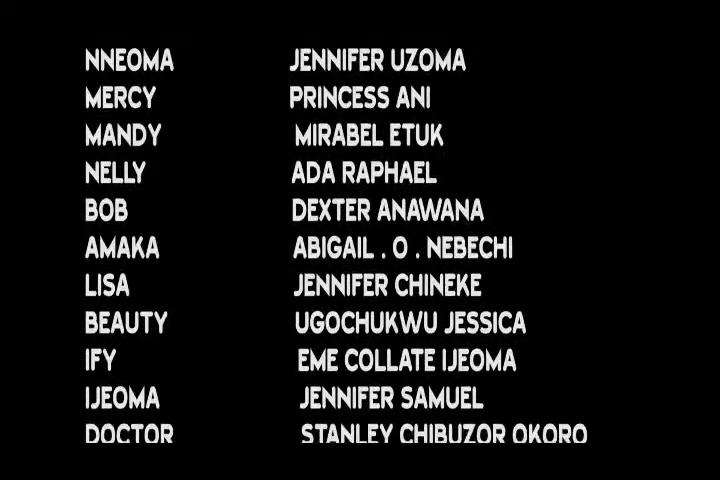 NNEOMA JENNIFER UZOMA
MERCY PRINCESS ANI
MANDY MIRABEL ETUK
NELLY ADA RAPHAEL
BOB DEXTER ANAWANA
AMAKA ABIGAIL . O . NEBECHI
LISA JENNIFER CHINEKE
BEAUTY UGOCHUKWU JESSICA
IFY EME COLLATE IJEOMA
IJEOMA JENNIFER SAMUEL
DOCTOR STANLEY CHIBUZOR OKORO